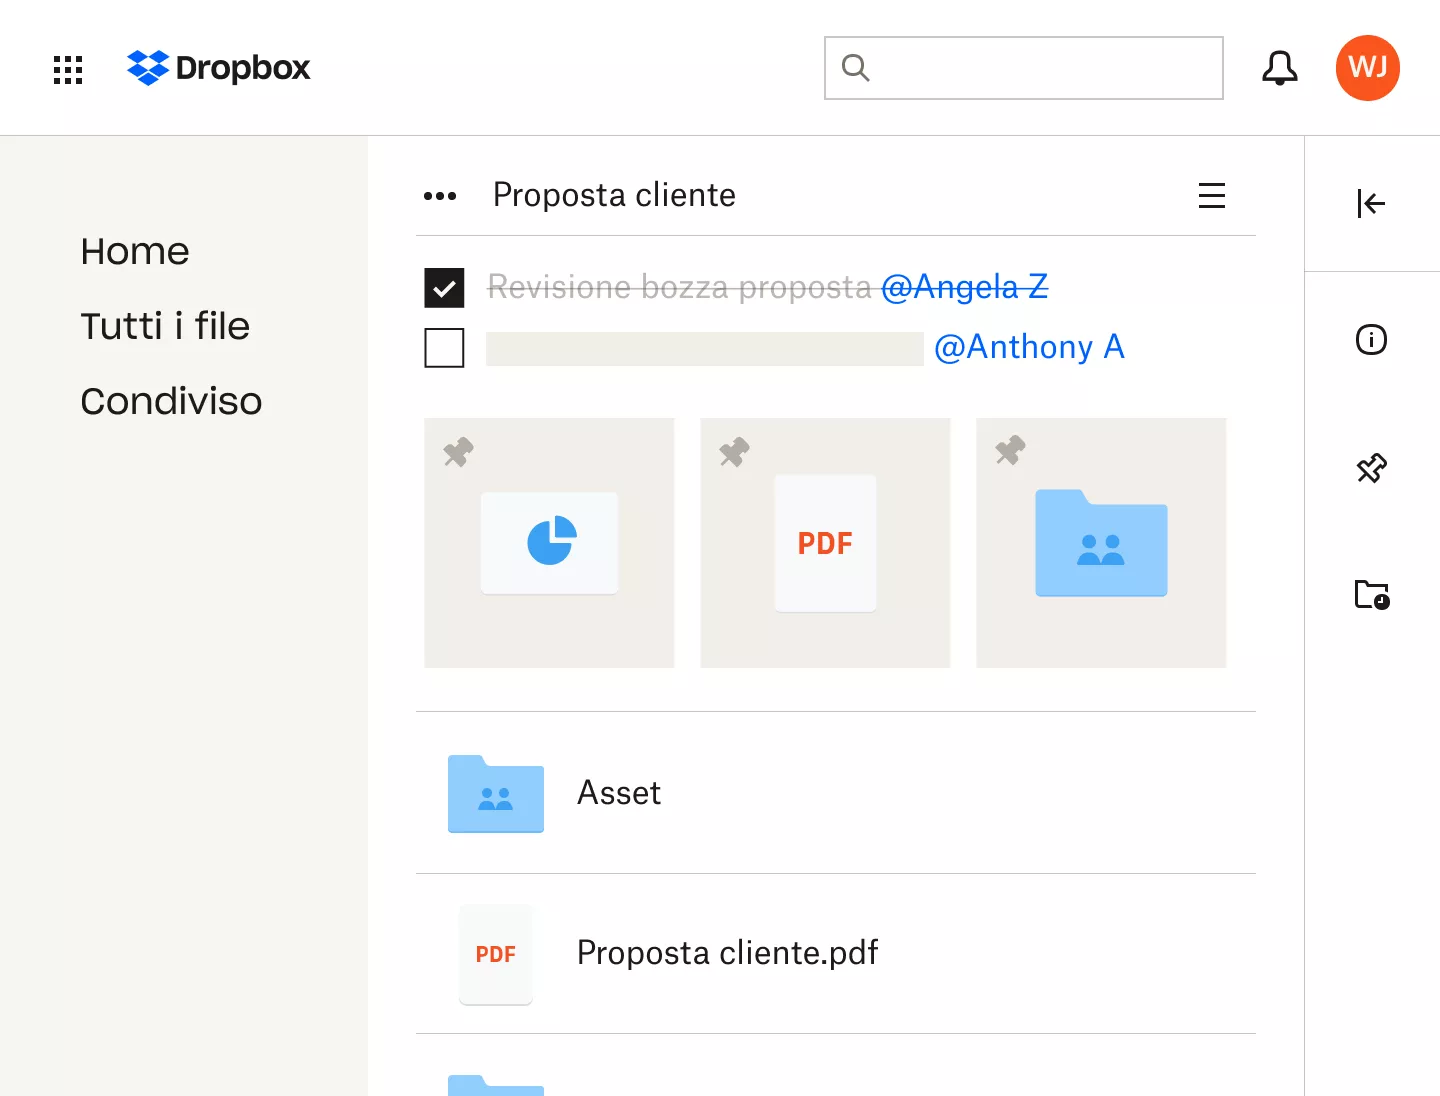 Dropbox
WJ
Home
Tutti i file
Condiviso
Proposta cliente
Revisione bozza proposta @Angela Z
@Anthony A
PDF
Asset
PDF
Proposta cliente.pdf